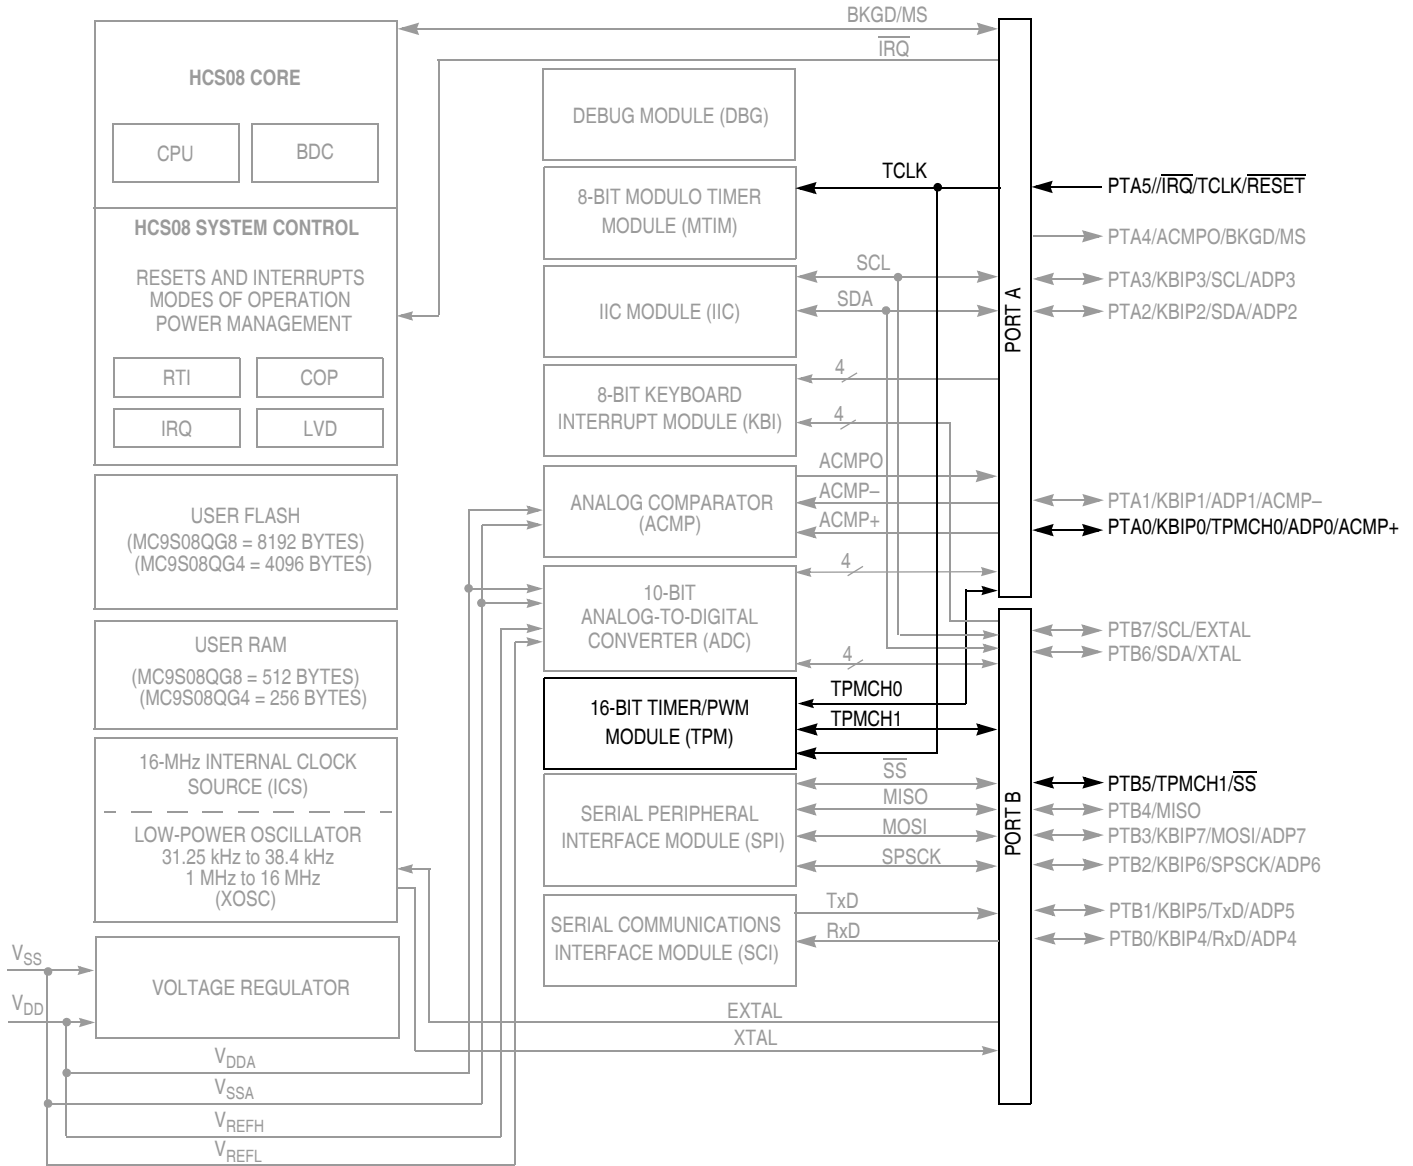 BKGD/MS
IRQ
HCS08 CORE
CPU
BDC
HCS08 SYSTEM CONTROL
RESETS AND INTERRUPTS
MODES OF OPERATION
POWER MANAGEMENT
RTI
COP
IRQ
LVD
USER FLASH
(MC9S08QG8 = 8192 BYTES)
(MC9S08QG4 = 4096 BYTES)
USER RAM
(MC9S08QG8 = 512 BYTES)
(MC9S08QG4 = 256 BYTES)
16-MHz INTERNAL CLOCK
SOURCE (ICS)
LOW-POWER OSCILLATOR
31.25 kHz to 38.4 kHz
1 MHz to 16 MHz
(XOSC)
VSS
VDD
VOLTAGE REGULATOR
VDDA
VSSA
VREFH
VREFL
DEBUG MODULE (DBG)
8-BIT MODULO TIMER
MODULE (MTIM)
TCLK
IIC MODULE (IIC)
SCL
SDA
8-BIT KEYBOARD
INTERRUPT MODULE (KBI)
4
4
ANALOG COMPARATOR
(ACMP)
ACMPO
ACMP–
ACMP+
10-BIT
ANALOG-TO-DIGITAL
CONVERTER (ADC)
4
4
16-BIT TIMER/PWM
MODULE (TPM)
TPMCH0
TPMCH1
SERIAL PERIPHERAL
INTERFACE MODULE (SPI)
SS
MISO
MOSI
SPSCK
SERIAL COMMUNICATIONS
INTERFACE MODULE (SCI)
TxD
RxD
EXTAL
XTAL
PORT A
PORT B
PTA5//IRQ/TCLK/RESET
PTA4/ACMPO/BKGD/MS
PTA3/KBIP3/SCL/ADP3
PTA2/KBIP2/SDA/ADP2
PTA1/KBIP1/ADP1/ACMP–
PTA0/KBIP0/TPMCH0/ADP0/ACMP+
PTB7/SCL/EXTAL
PTB6/SDA/XTAL
PTB5/TPMCH1/SS
PTB4/MISO
PTB3/KBIP7/MOSI/ADP7
PTB2/KBIP6/SPSCK/ADP6
PTB1/KBIP5/TxD/ADP5
PTB0/KBIP4/RxD/ADP4